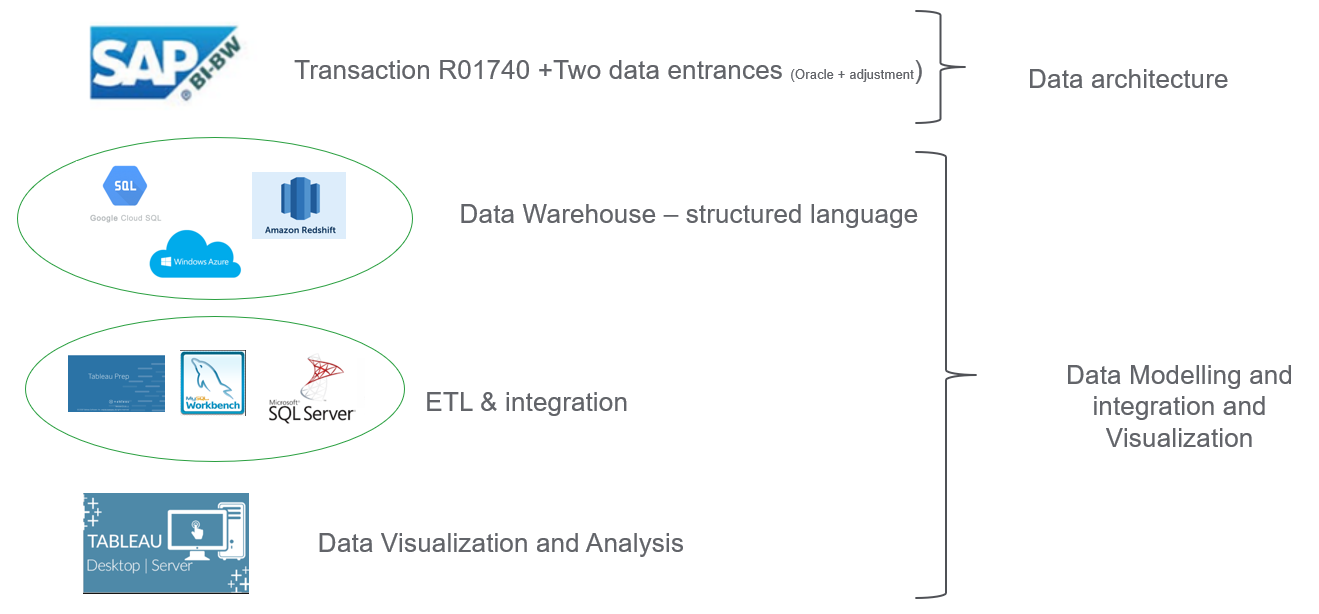 SAP
BI-BW
®
Transaction R01740 +Two data entrances (Oracle + adjustment)
Data architecture
SQL
Google Cloud SQL
Amazon Redshift
Windows Azure
Data Warehouse – structured language
Tableau Prep
MySQL
Workbench
Microsoft®
SQL Server
ETL & integration
Data Modelling and
integration and
Visualization
TABLEAU
Desktop | Server
Data Visualization and Analysis